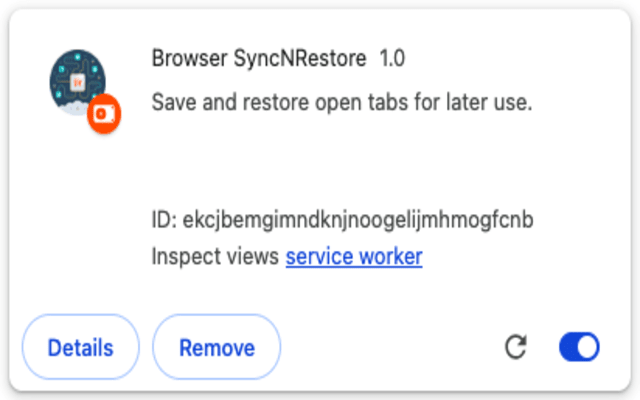 Browser SyncNRestore 1.0
Save and restore open tabs for later use.
ID: ekcjbemgimndknjnoogelijmhmogfcnb
Inspect views service worker
Details Remove